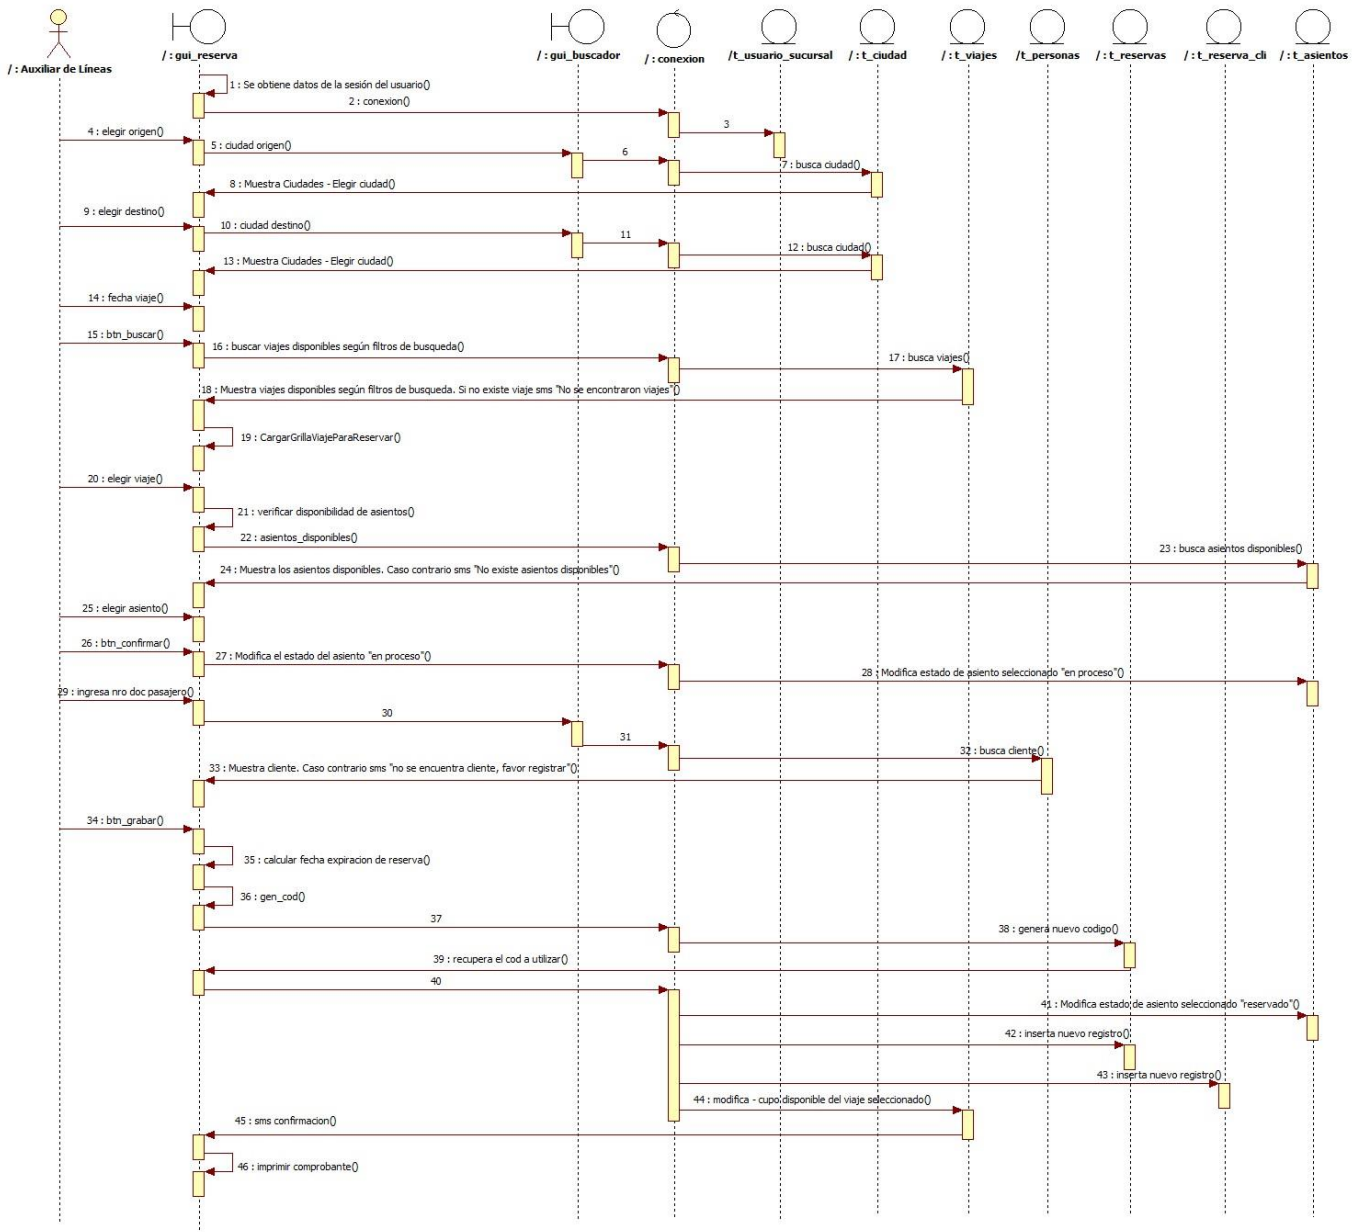 / : Auxiliar de Líneas
/ : gui_reserva
/ : gui_buscador
/ : conexion
/t_usuario_sucursal
/ : t_ciudad
/ : t_viajes
/t_personas
/ : t_reservas
/ : t_reserva_cli
/ : t_asientos
1 : Se obtiene datos de la sesión del usuario()
2 : conexion()
3
4 : elegir origen()
5 : ciudad origen()
6
7 : busca ciudad()
8 : Muestra Ciudades - Elegir ciudad()
9 : elegir destino()
10 : ciudad destino()
11
12 : busca ciudad()
13 : Muestra Ciudades - Elegir ciudad()
14 : fecha viaje()
15 : btn_buscar()
16 : buscar viajes disponibles según filtros de busqueda()
17 : busca viajes()
18 : Muestra viajes disponibles según filtros de busqueda. Si no existe viaje sms "No se encontraron viajes"()
19 : CargarGrillaViajeParaReservar()
20 : elegir viaje()
21 : verificar disponibilidad de asientos()
22 : asientos_disponibles()
23 : busca asientos disponibles()
24 : Muestra los asientos disponibles. Caso contrario sms "No existe asientos disponibles"()
25 : elegir asiento()
26 : btn_confirmar()
27 : Modifica el estado del asiento "en proceso"()
28 : Modifica estado de asiento seleccionado "en proceso"()
29 : ingresa nro doc pasajero()
30
31
32 : busca cliente()
33 : Muestra cliente. Caso contrario sms "no se encuentra cliente, favor registrar"()
34 : btn_grabar()
35 : calcular fecha expiracion de reserva()
36 : gen_cod()
37
38 : genera nuevo codigo()
39 : recupera el cod a utilizar()
40
41 : Modifica estado de asiento seleccionado "reservado"()
42 : inserta nuevo registro()
43 : inserta nuevo registro()
44 : modifica - cupo disponible del viaje seleccionado()
45 : sms confirmacion()
46 : imprimir comprobante()